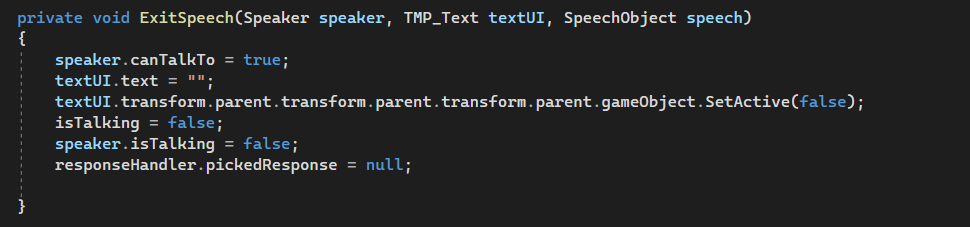 private void ExitSpeech(Speaker speaker, TMP_Text textUI, SpeechObject speech)
{
    speaker.canTalkTo = true;
    textUI.text = "";
    textUI.transform.parent.transform.parent.transform.parent.gameObject.SetActive(false);
    isTalking = false;
    speaker.isTalking = false;
    responseHandler.pickedResponse = null;
}